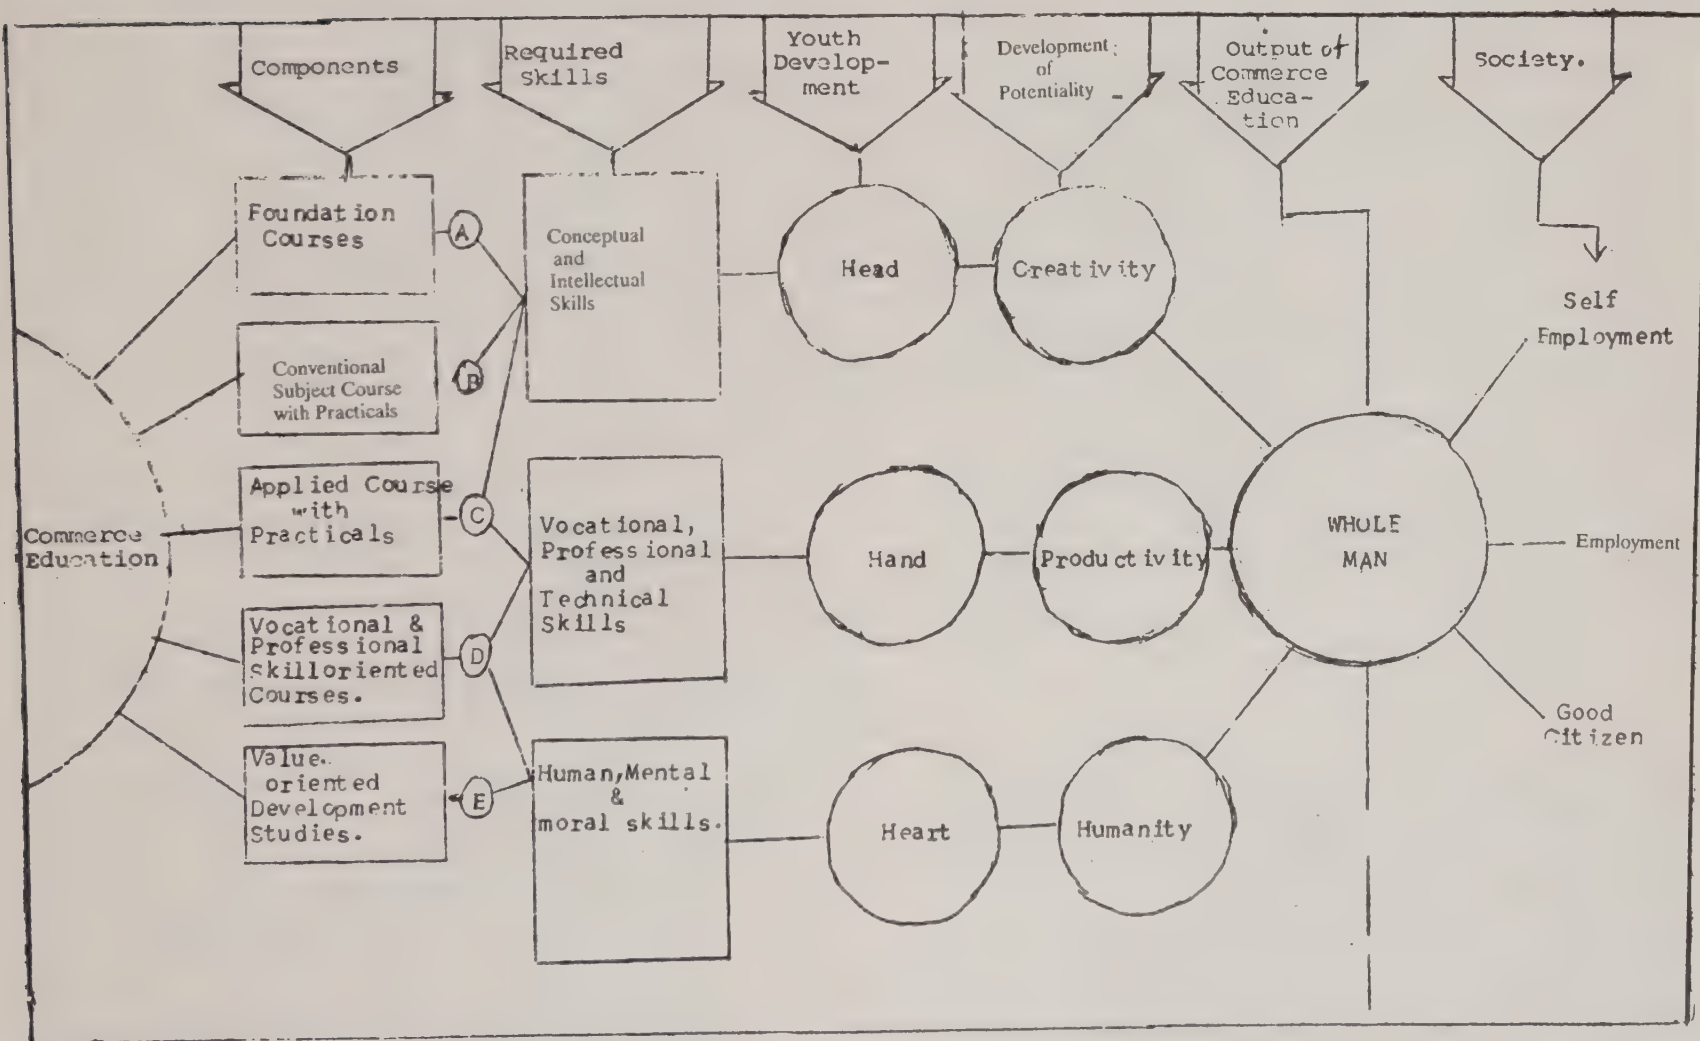 Components
Required
Skills
Youth
Develop-
ment
Development
of
Potentiality
Output of
Commerce
Educa-
tion
Society.
Foundation
Courses
A
Conceptual
and
Intellectual
Skills
Head
Creativity
Self
Employment
Conventional
Subject Course
with Practicals
B
Applied Course
with
Practicals
C
Commerce
Education
Vocational,
Professional
and
Technical
Skills
Hand
Productivity
WHOLE
MAN
Employment
Vocational &
Professional
Skilloriented
Courses.
D
Good
Citizen
Value.
oriented
Development
Studies.
E
Human,Mental
&
moral skills.
Heart
Humanity